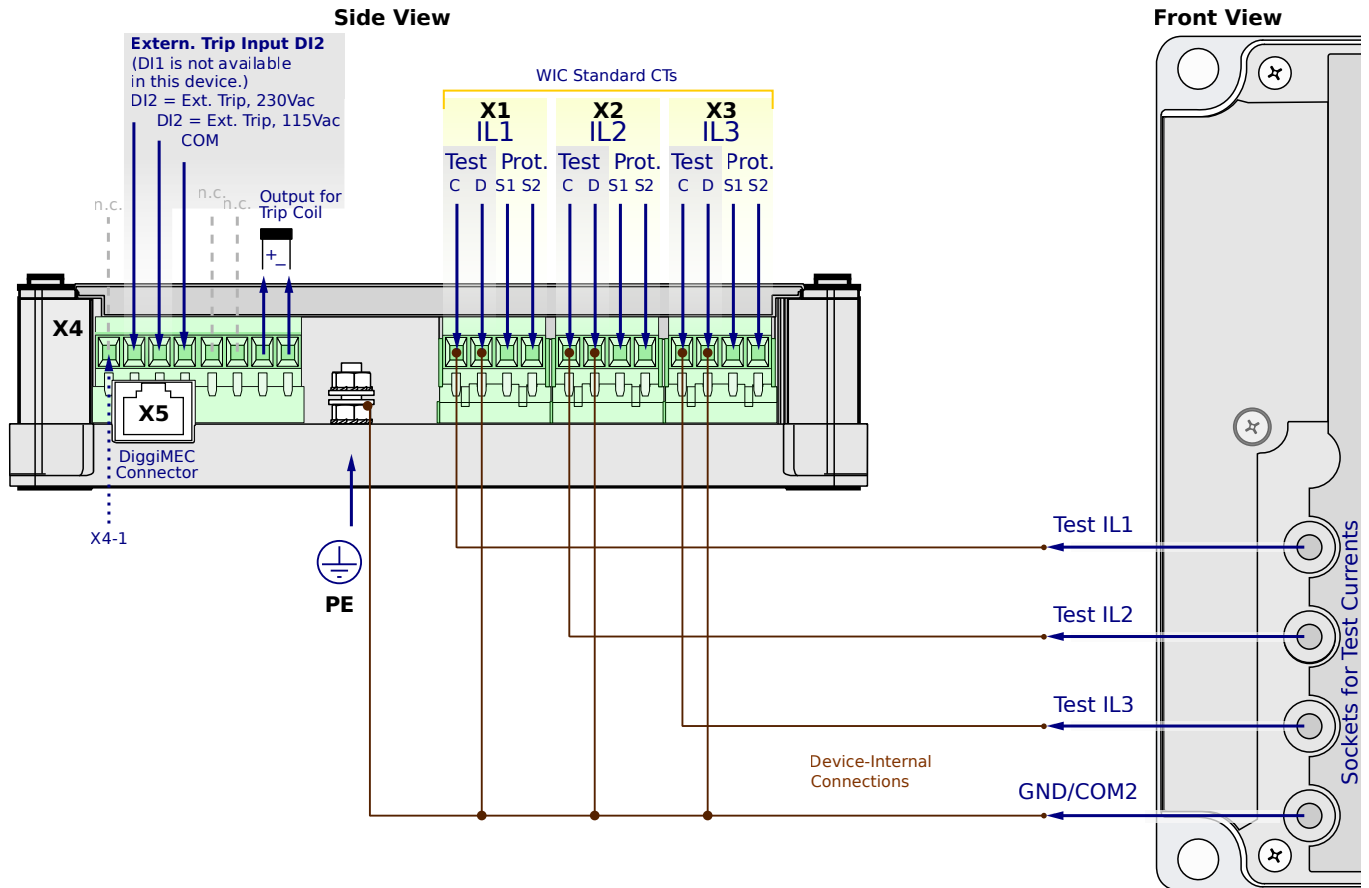 Side View
Front View
Extern. Trip Input DI2
(DI1 is not available
in this device.)
DI2 = Ext. Trip, 230Vac
DI2 = Ext. Trip, 115Vac
COM
n.c.
n.c.
n.c.
Output for
Trip Coil
+
–
WIC Standard CTs
X1
IL1
Test Prot.
C D S1 S2
X2
IL2
Test Prot.
C D S1 S2
X3
IL3
Test Prot.
C D S1 S2
X4
X5
DiggiMEC
Connector
X4-1
PE
Test IL1
Test IL2
Test IL3
GND/COM2
Device-Internal
Connections
Sockets for Test Currents